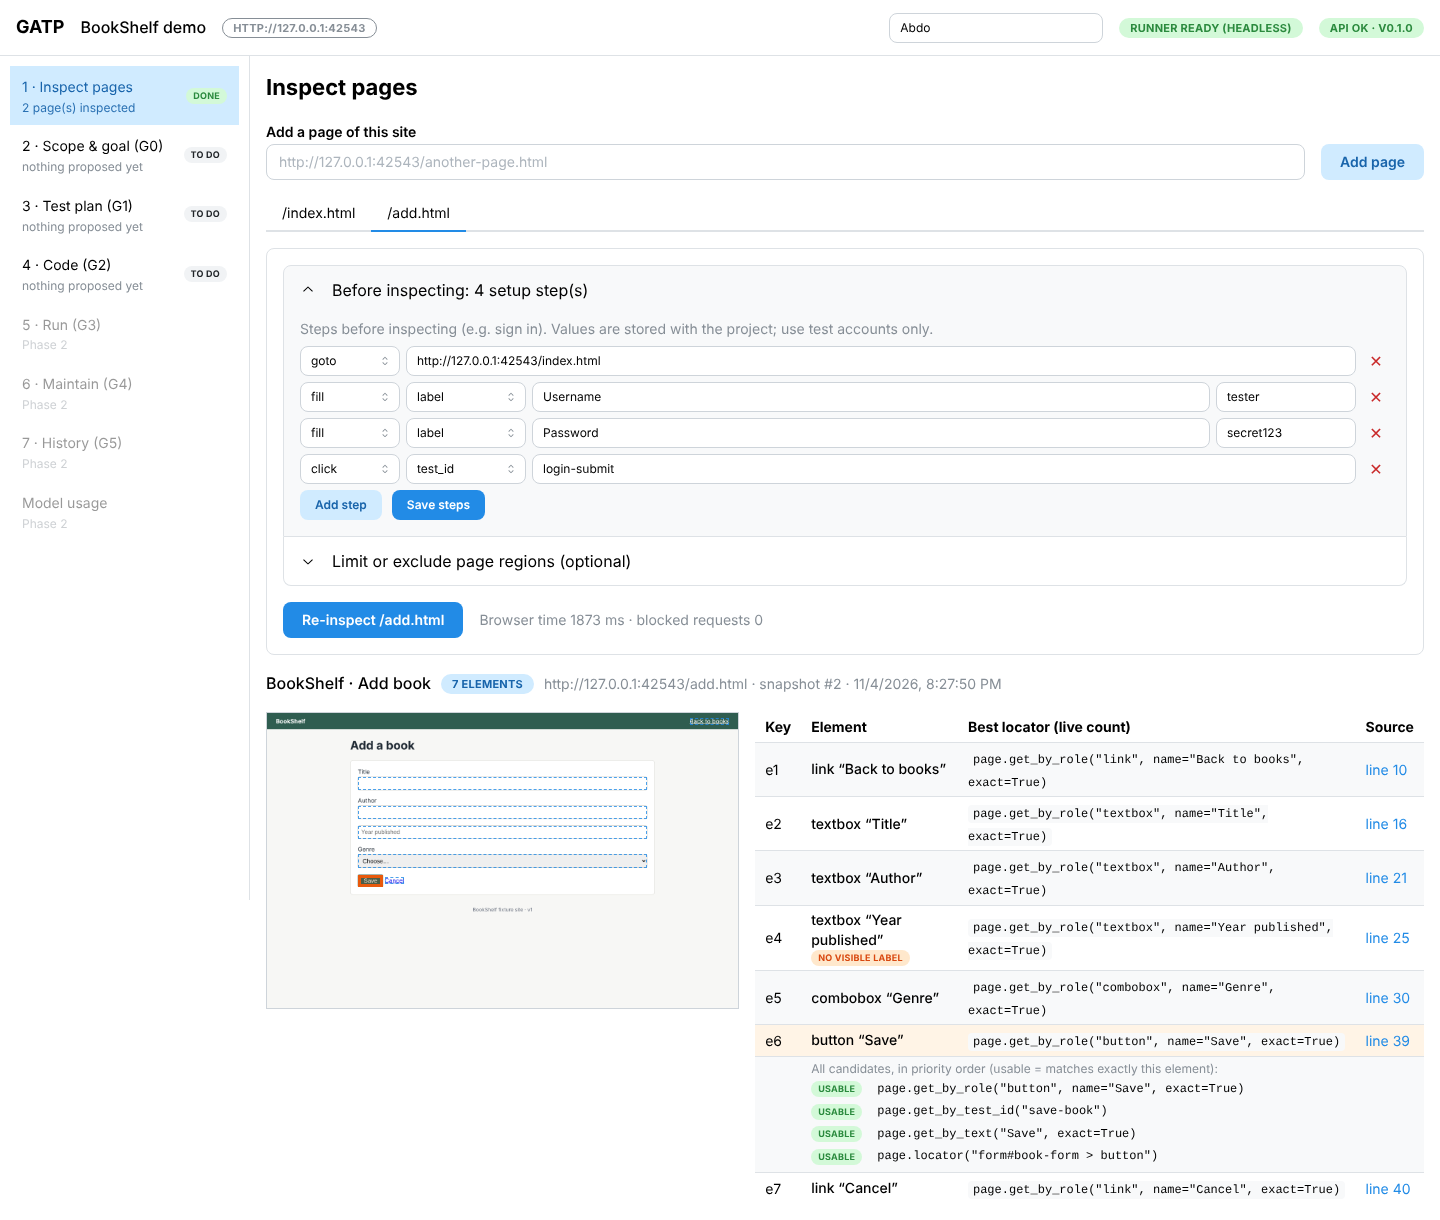 GATP BookShelf demo HTTP://127.0.0.1:42543 Abdo RUNNER READY (HEADLESS) API OK · V0.1.0
1 · Inspect pages
2 page(s) inspected
DONE
2 · Scope & goal (G0)
nothing proposed yet
TO DO
3 · Test plan (G1)
nothing proposed yet
TO DO
4 · Code (G2)
nothing proposed yet
TO DO
5 · Run (G3)
Phase 2
6 · Maintain (G4)
Phase 2
7 · History (G5)
Phase 2
Model usage
Phase 2
Inspect pages
Add a page of this site
http://127.0.0.1:42543/another-page.html Add page
/index.html /add.html
Before inspecting: 4 setup step(s)
Steps before inspecting (e.g. sign in). Values are stored with the project; use test accounts only.
goto http://127.0.0.1:42543/index.html
fill label Username tester
fill label Password secret123
click test_id login-submit
Add step Save steps
Limit or exclude page regions (optional)
Re-inspect /add.html Browser time 1873 ms · blocked requests 0
BookShelf · Add book 7 ELEMENTS http://127.0.0.1:42543/add.html · snapshot #2 · 11/4/2026, 8:27:50 PM
BookShelf Back to books
Add a book
Title
Author
Year published
Genre
Choose...
Save Cancel
BookShelf fixture site · v1
Key Element Best locator (live count) Source
e1 link “Back to books” page.get_by_role("link", name="Back to books",
exact=True) line 10
e2 textbox “Title” page.get_by_role("textbox", name="Title",
exact=True) line 16
e3 textbox “Author” page.get_by_role("textbox", name="Author",
exact=True) line 21
e4 textbox “Year
published”
NO VISIBLE LABEL
page.get_by_role("textbox", name="Year published",
exact=True) line 25
e5 combobox “Genre” page.get_by_role("combobox", name="Genre",
exact=True) line 30
e6 button “Save” page.get_by_role("button", name="Save", exact=True) line 39
All candidates, in priority order (usable = matches exactly this element):
USABLE page.get_by_role("button", name="Save", exact=True)
USABLE page.get_by_test_id("save-book")
USABLE page.get_by_text("Save", exact=True)
USABLE page.locator("form#book-form > button")
e7 link “Cancel” page.get_by_role("link", name="Cancel", exact=True) line 40